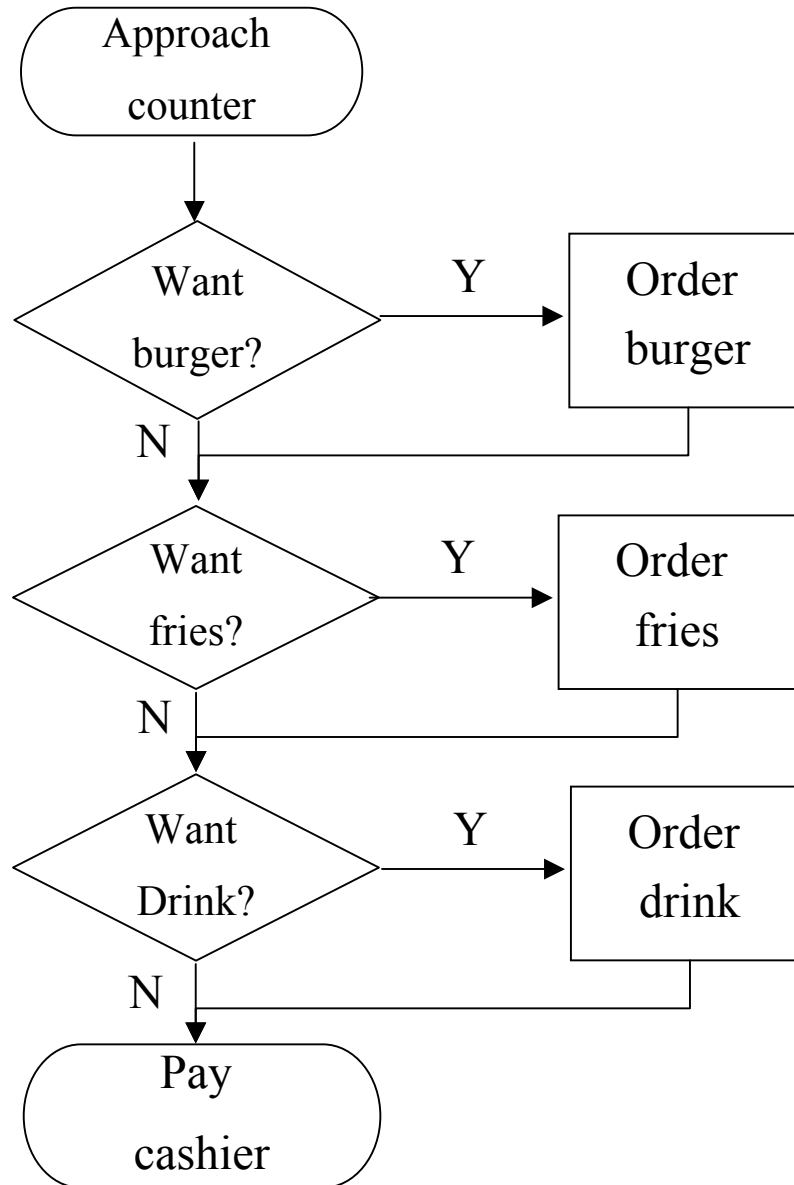 Approach
counter
Want
burger?
Y
Order
burger
N
Want
fries?
Y
Order
fries
N
Want
Drink?
Y
Order
drink
N
Pay
cashier